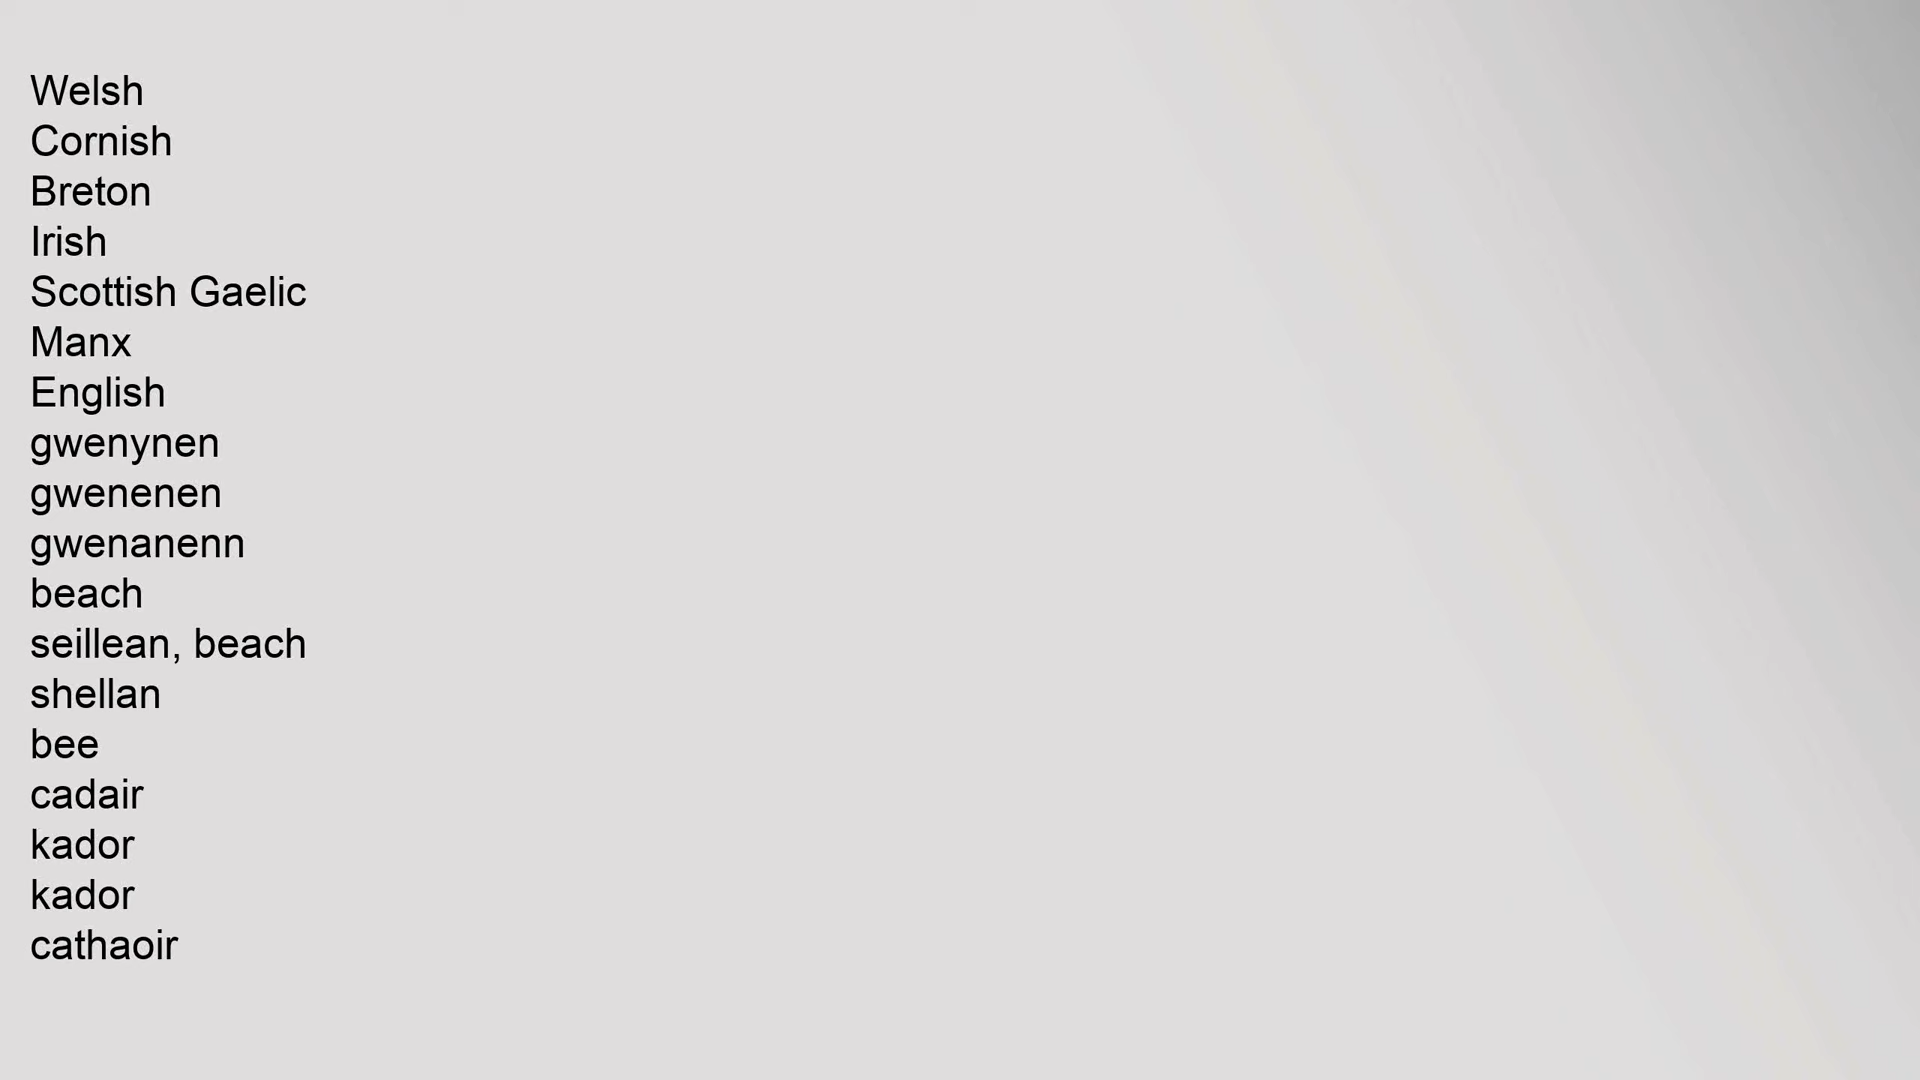 Welsh
Cornish
Breton
Irish
Scottish Gaelic
Manx
English
gwenynen
gwenenen
gwenanenn
beach
seillean, beach
shellan
bee
cadair
kador
kador
cathaoir